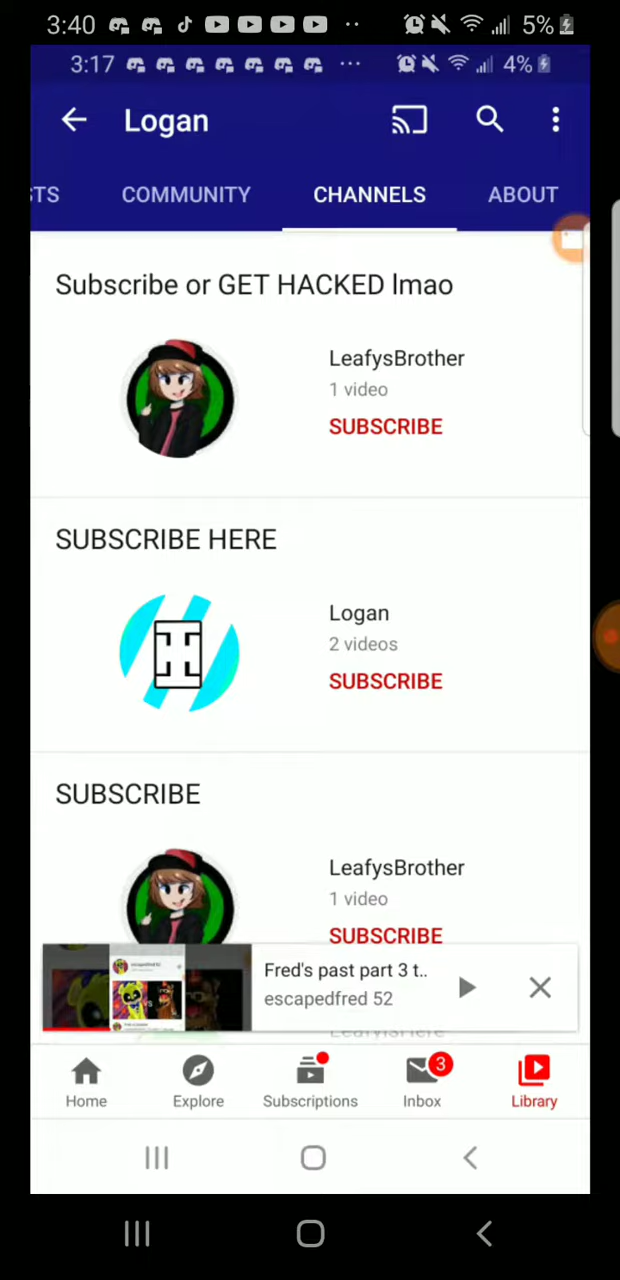 3:40 5%
3:17 4%
Logan
STS COMMUNITY CHANNELS ABOUT
Subscribe or GET HACKED lmao
LeafysBrother
1 video
SUBSCRIBE
SUBSCRIBE HERE
Logan
2 videos
SUBSCRIBE
SUBSCRIBE
LeafysBrother
1 video
SUBSCRIBE
Fred's past part 3 t..
escapedfred 52
3
Home Explore Subscriptions Inbox Library